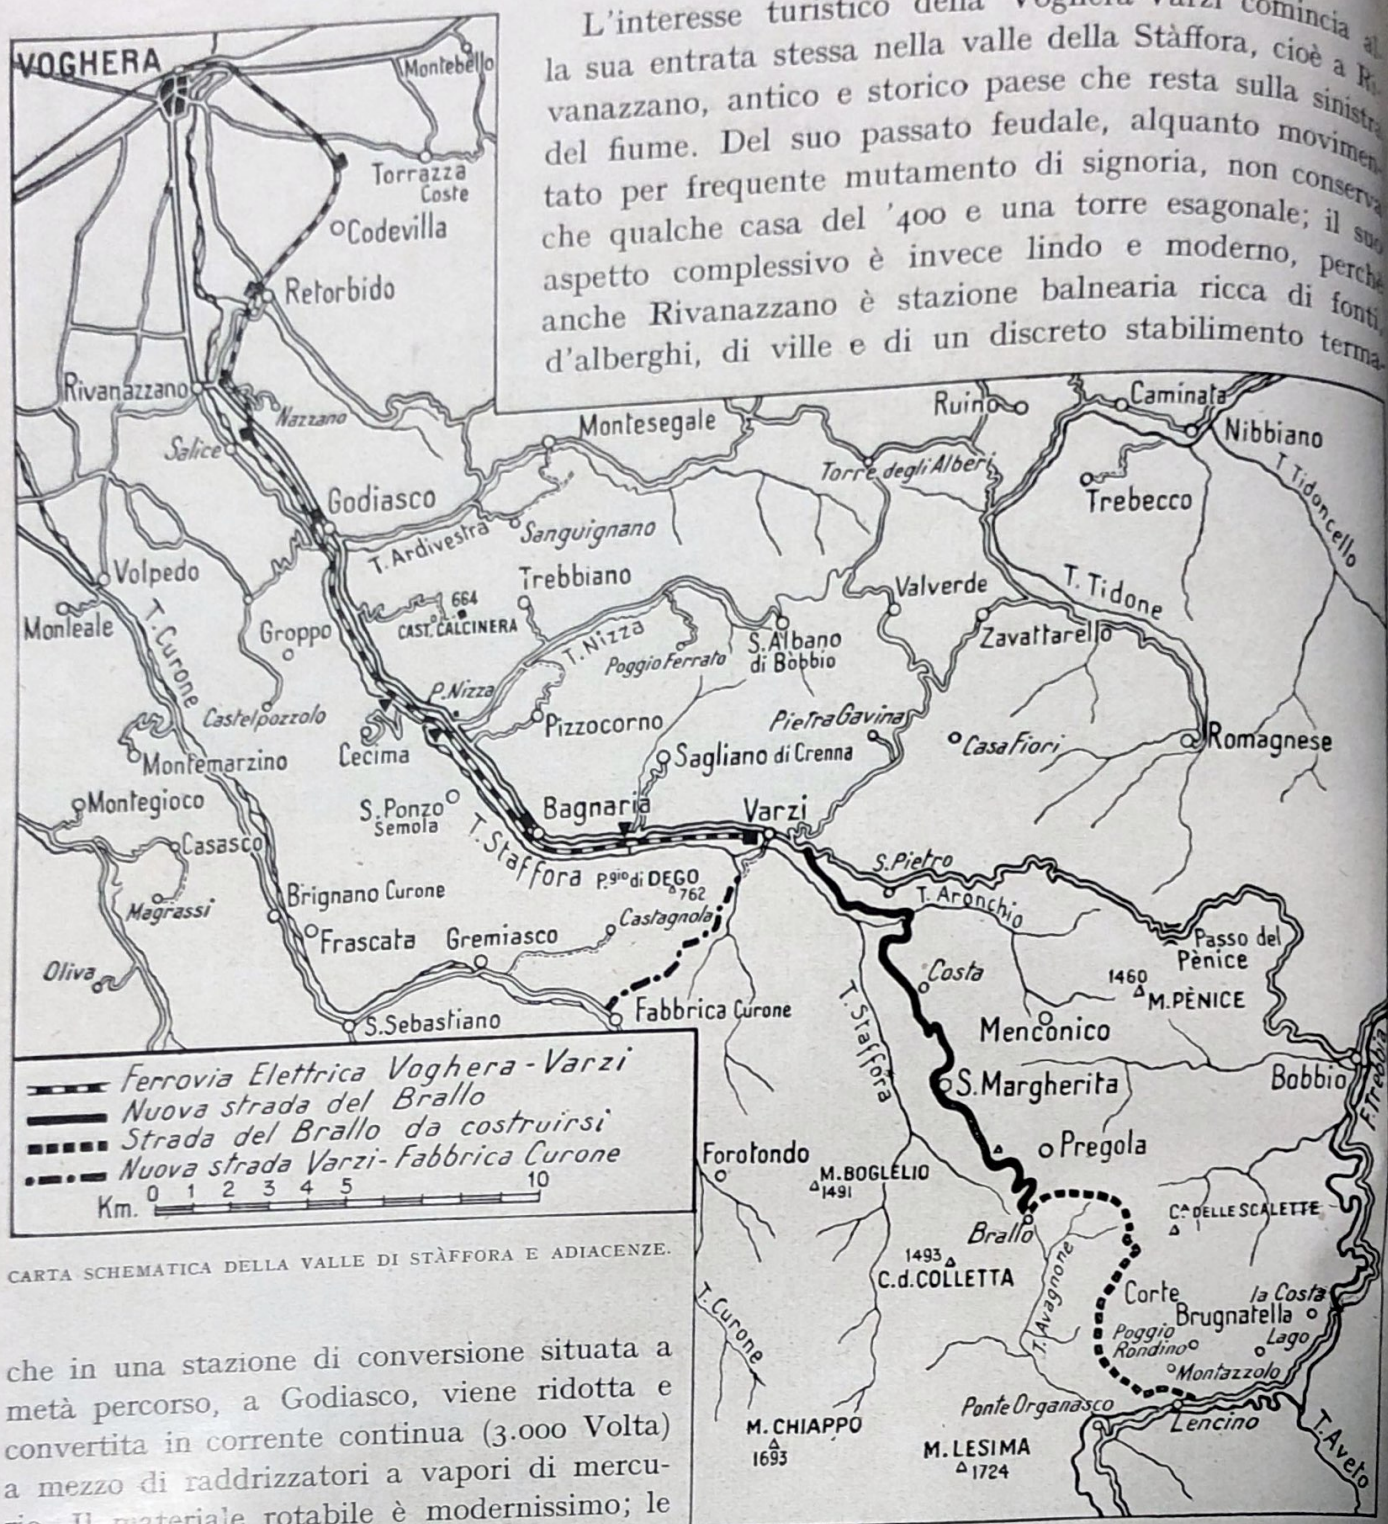 L'interesse turistico della Voghera-Varzi comincia al-
la sua entrata stessa nella valle della Stàffora, cioè a Ri-
vanazzano, antico e storico paese che resta sulla sinistra
del fiume. Del suo passato feudale, alquanto movimen-
tato per frequente mutamento di signoria, non conserva
che qualche casa del '400 e una torre esagonale; il suo
aspetto complessivo è invece lindo e moderno, perchè
anche Rivanazzano è stazione balnearia ricca di fonti,
d'alberghi, di ville e di un discreto stabilimento terma-
VOGHERA
Montebello
Torrazza
Coste
Codevilla
Retorbido
Rivanazzano
Nazzano
Salice
Godiasco
Montesegale
Ruino
Caminata
Nibbiano
Torre degli Alberi
Trebecco
T. Tidoncello
T. Ardivestra
Sanguignano
Volpedo
Monleale
T. Curone
Groppo
664
CAST. CALCINERA
Trebbiano
T. Nizza
Poggio Ferrato
S. Albano
di Bòbbio
Valverde
T. Tidone
Zavattarello
Castelpozzolo
P. Nizza
Pizzocorno
Cecima
Pietra Gavina
Casa Fiori
Romagnese
Montemarzino
Sagliano di Crenna
Montegioco
S. Ponzo
Semola
Bagnaria
Varzi
Casasco
T. Staffora
P.gio di DEGO
762
S. Pietro
T. Aronchio
Magrassi
Brignano Curone
Castagnola
Frascata
Gremiasco
Passo del
Pènice
Oliva
Costa
1460
M. PÈNICE
S. Sebastiano
Fabbrica Curone
T. Staffora
Menconico
S. Margherita
Bobbio
F. Trebbia
Pregola
Forotondo
M. BOGLELIO
1491
Brallo
C.A DELLE SCALETTE
1493
C. d. COLLETTA
T. Avagnone
Corte
Brugnatella
la Costa
Lago
Poggio
Rondino
Montazzolo
T. Curone
Ponte Organasco
Lencino
T. Aveto
M. CHIAPPO
1693
M. LESIMA
1724
Ferrovia Elettrica Voghera - Varzi
Nuova strada del Brallo
Strada del Brallo da costruirsi
Nuova strada Varzi - Fabbrica Curone
Km. 0 1 2 3 4 5 10
CARTA SCHEMATICA DELLA VALLE DI STÀFFORA E ADIACENZE.
che in una stazione di conversione situata a
metà percorso, a Godiasco, viene ridotta e
convertita in corrente continua (3.000 Volta)
a mezzo di raddrizzatori a vapori di mercu-
rio. Il materiale rotabile è modernissimo; le